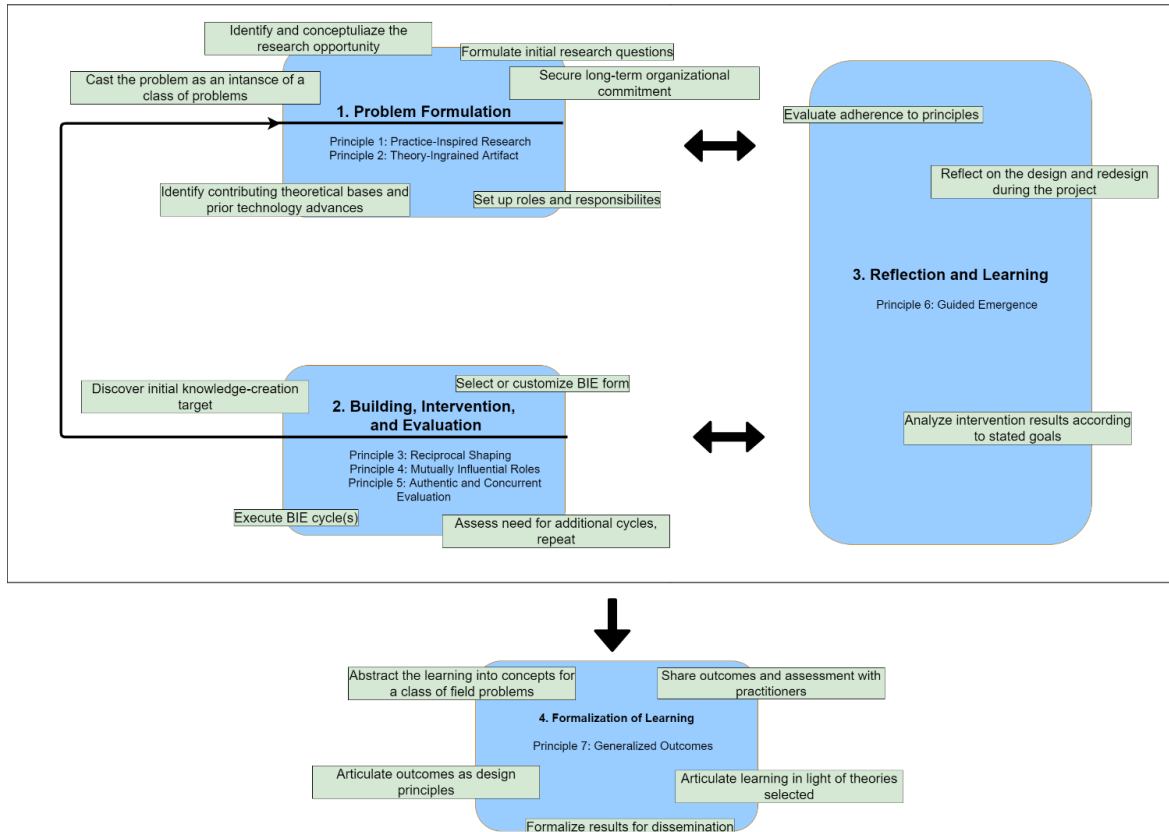 Identify and conceptuliaze the
research opportunity
Formulate initial research questions
Cast the problem as an intansce of a
class of problems
Secure long-term organizational
commitment
1. Problem Formulation
Principle 1: Practice-Inspired Research
Principle 2: Theory-Ingrained Artifact
Identify contributing theoretical bases and
prior technology advances
Set up roles and responsibilites
Evaluate adherence to principles
Reflect on the design and redesign
during the project
3. Reflection and Learning
Principle 6: Guided Emergence
Analyze intervention results according
to stated goals
Discover initial knowledge-creation
target
Select or customize BIE form
2. Building, Intervention,
and Evaluation
Principle 3: Reciprocal Shaping
Principle 4: Mutually Influential Roles
Principle 5: Authentic and Concurrent
Evaluation
Execute BIE cycle(s)
Assess need for additional cycles,
repeat
Abstract the learning into concepts for
a class of field problems
Share outcomes and assessment with
practitioners
4. Formalization of Learning
Principle 7: Generalized Outcomes
Articulate outcomes as design
principles
Articulate learning in light of theories
selected
Formalize results for dissemination